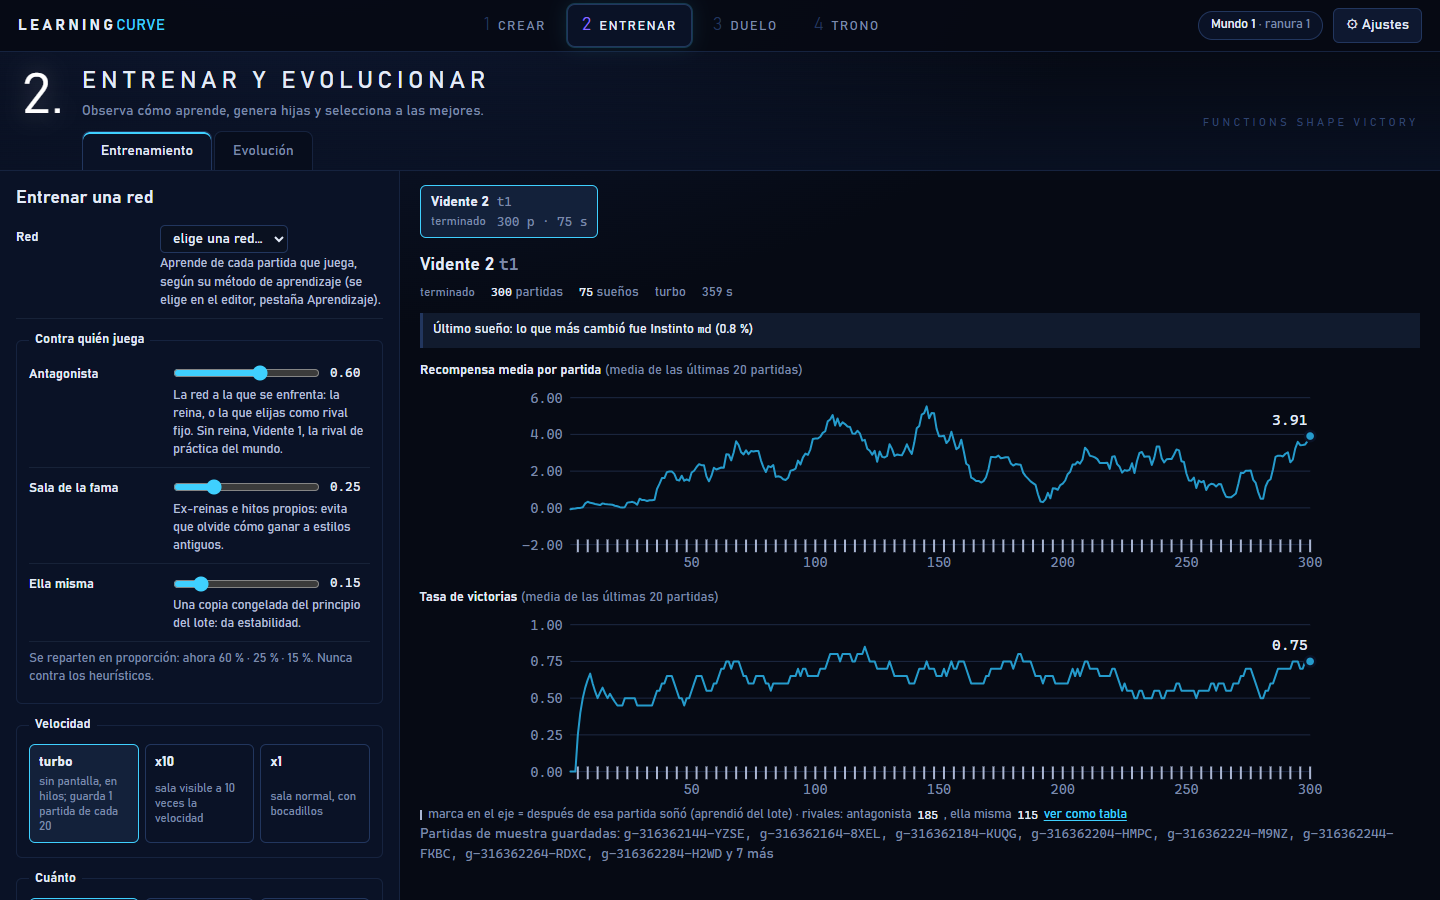 LEARNINGCURVE
1 CREAR
2 ENTRENAR
3 DUELO
4 TRONO
Mundo 1 · ranura 1
⚙ Ajustes
2.
ENTRENAR Y EVOLUCIONAR
Observa cómo aprende, genera hijas y selecciona a las mejores.
FUNCTIONS SHAPE VICTORY
Entrenamiento
Evolución
Entrenar una red
Red
elige una red…
Aprende de cada partida que juega,
según su método de aprendizaje (se
elige en el editor, pestaña Aprendizaje).
Contra quién juega
Antagonista
0.60
La red a la que se enfrenta: la
reina, o la que elijas como rival
fijo. Sin reina, Vidente 1, la rival de
práctica del mundo.
Sala de la fama
0.25
Ex-reinas e hitos propios: evita
que olvide cómo ganar a estilos
antiguos.
Ella misma
0.15
Una copia congelada del principio
del lote: da estabilidad.
Se reparten en proporción: ahora 60 % · 25 % · 15 %. Nunca
contra los heurísticos.
Velocidad
turbo
sin pantalla, en
hilos; guarda 1
partida de cada
20
x10
sala visible a 10
veces la
velocidad
x1
sala normal, con
bocadillos
Cuánto
Vidente 2 t1
terminado 300 p · 75 s
Vidente 2 t1
terminado 300 partidas 75 sueños turbo 359 s
Último sueño: lo que más cambió fue Instinto md (0.8 %)
Recompensa media por partida (media de las últimas 20 partidas)
6.00
4.00
2.00
0.00
−2.00
3.91
50 100 150 200 250 300
Tasa de victorias (media de las últimas 20 partidas)
1.00
0.75
0.50
0.25
0.00
0.75
50 100 150 200 250 300
marca en el eje = después de esa partida soñó (aprendió del lote) · rivales: antagonista 185 , ella misma 115 ver como tabla
Partidas de muestra guardadas: g-316362144-YZSE, g-316362164-8XEL, g-316362184-KUQG, g-316362204-HMPC, g-316362224-M9NZ, g-316362244-
FKBC, g-316362264-RDXC, g-316362284-H2WD y 7 más